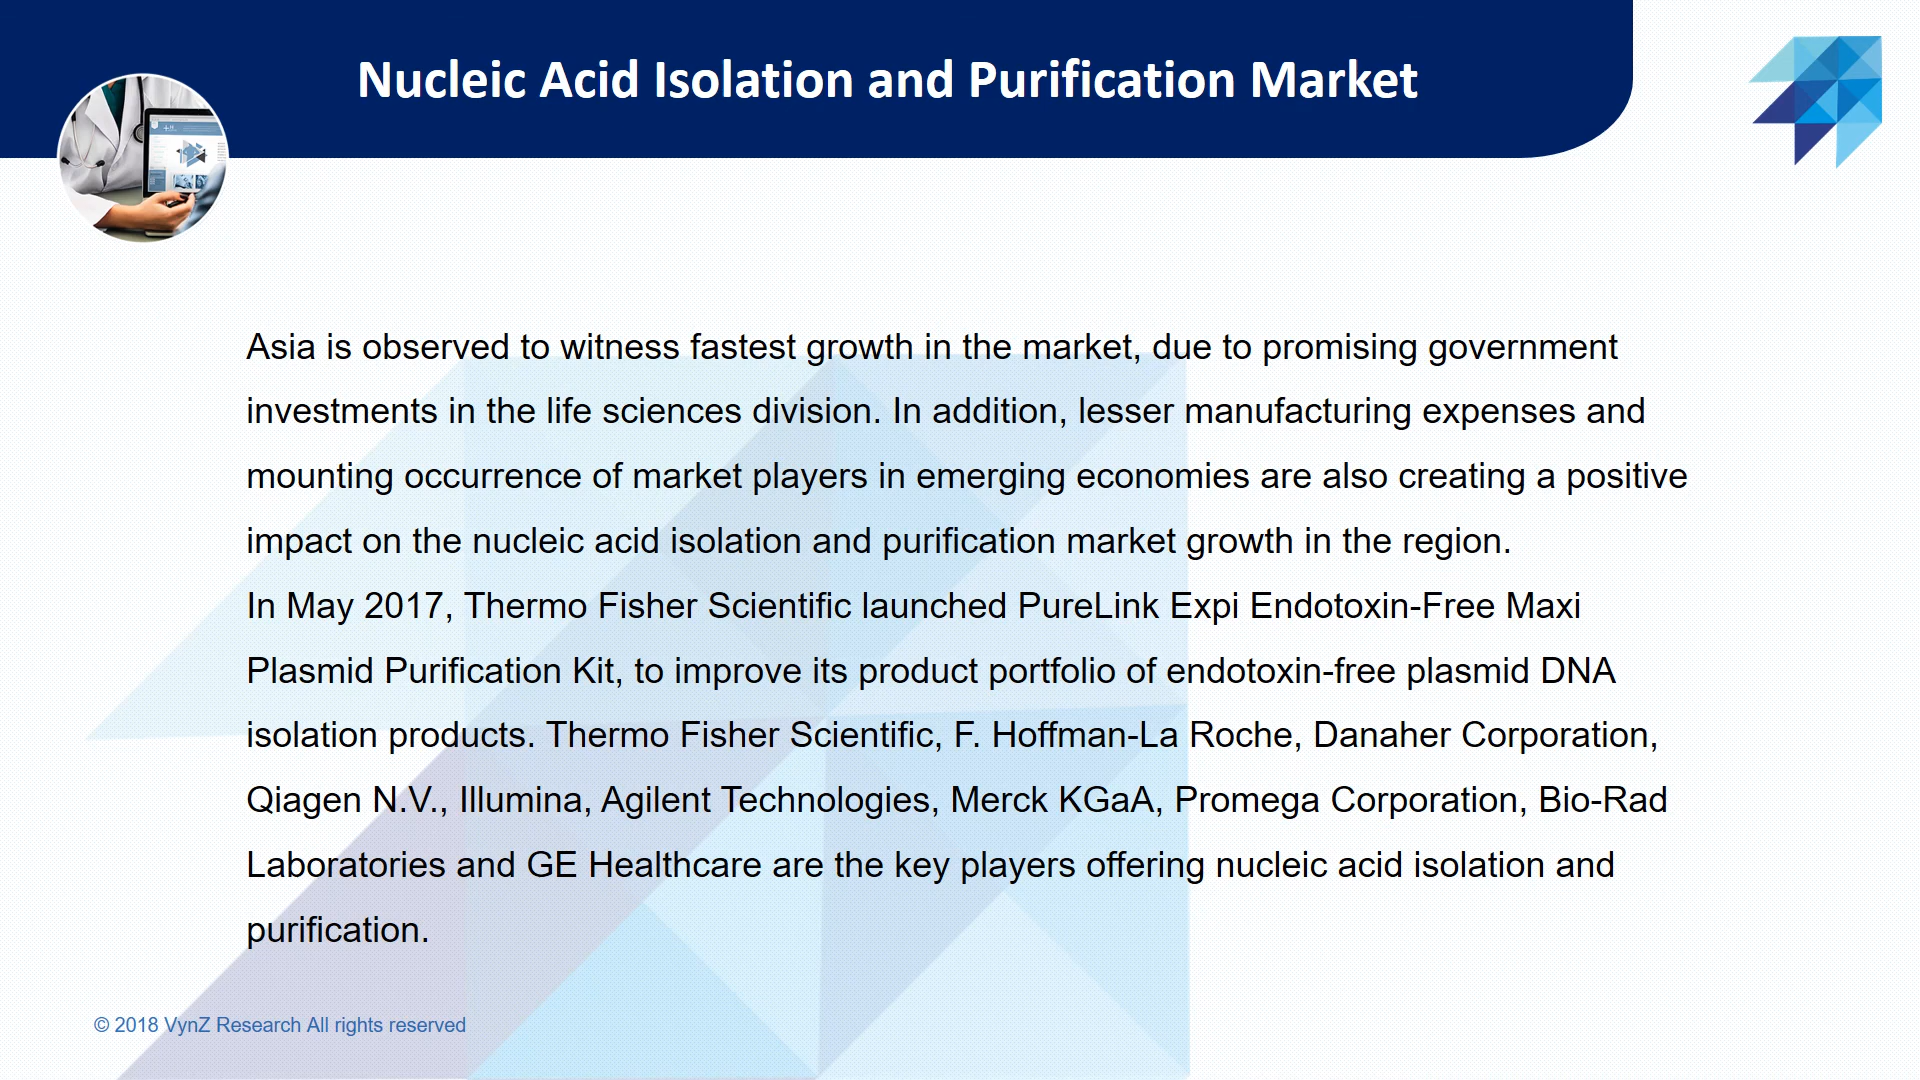 Nucleic Acid Isolation and Purification Market
Asia is observed to witness fastest growth in the market, due to promising government
investments in the life sciences division. In addition, lesser manufacturing expenses and
mounting occurrence of market players in emerging economies are also creating a positive
impact on the nucleic acid isolation and purification market growth in the region.
In May 2017, Thermo Fisher Scientific launched PureLink Expi Endotoxin-Free Maxi
Plasmid Purification Kit, to improve its product portfolio of endotoxin-free plasmid DNA
isolation products. Thermo Fisher Scientific, F. Hoffman-La Roche, Danaher Corporation,
Qiagen N.V., Illumina, Agilent Technologies, Merck KGaA, Promega Corporation, Bio-Rad
Laboratories and GE Healthcare are the key players offering nucleic acid isolation and
purification.
© 2018 VynZ Research All rights reserved